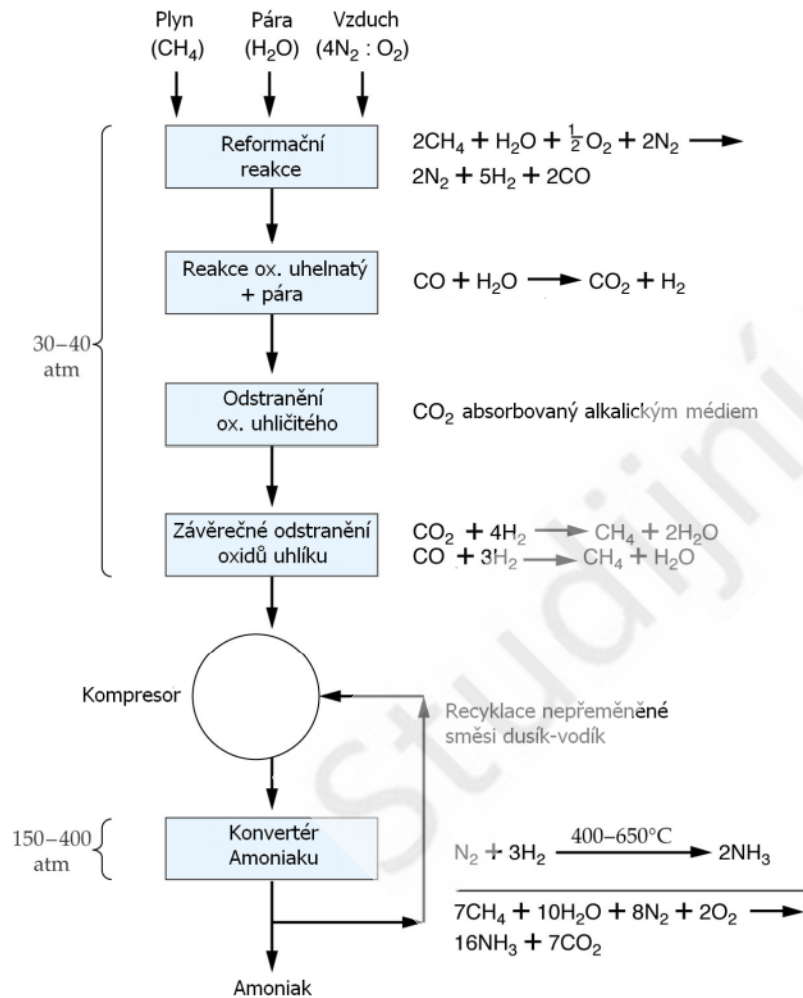 Plyn Pára Vzduch
(CH₄) (H₂O) (4N₂ : O₂)
Reformační
reakce
2CH₄ + H₂O + ½O₂ + 2N₂ ⟶
2N₂ + 5H₂ + 2CO
Reakce ox. uhelnatý
+ pára
CO + H₂O ⟶ CO₂ + H₂
30–40
atm
Odstranění
ox. uhličitého
CO₂ absorbovaný alkalickým médiem
Závěrečné odstranění
oxidů uhlíku
CO₂ + 4H₂ ⟶ CH₄ + 2H₂O
CO + 3H₂ ⟶ CH₄ + H₂O
Kompresor
Recyklace nepřeměněné
směsi dusík-vodík
150–400
atm
Konvertér
Amoniaku
400–650°C
N₂ + 3H₂ ⟶ 2NH₃
7CH₄ + 10H₂O + 8N₂ + 2O₂ ⟶
16NH₃ + 7CO₂
Amoniak
Studijní